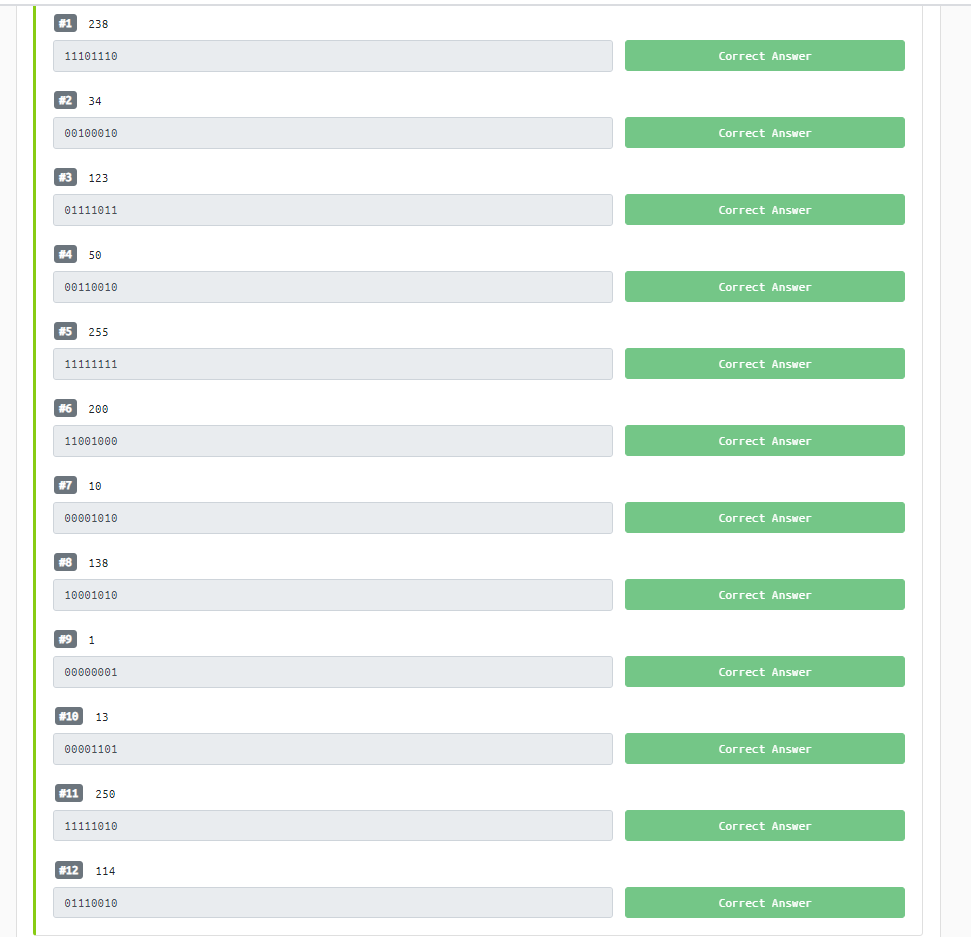 #1 238
11101110 Correct Answer
#2 34
00100010 Correct Answer
#3 123
01111011 Correct Answer
#4 50
00110010 Correct Answer
#5 255
11111111 Correct Answer
#6 200
11001000 Correct Answer
#7 10
00001010 Correct Answer
#8 138
10001010 Correct Answer
#9 1
00000001 Correct Answer
#10 13
00001101 Correct Answer
#11 250
11111010 Correct Answer
#12 114
01110010 Correct Answer